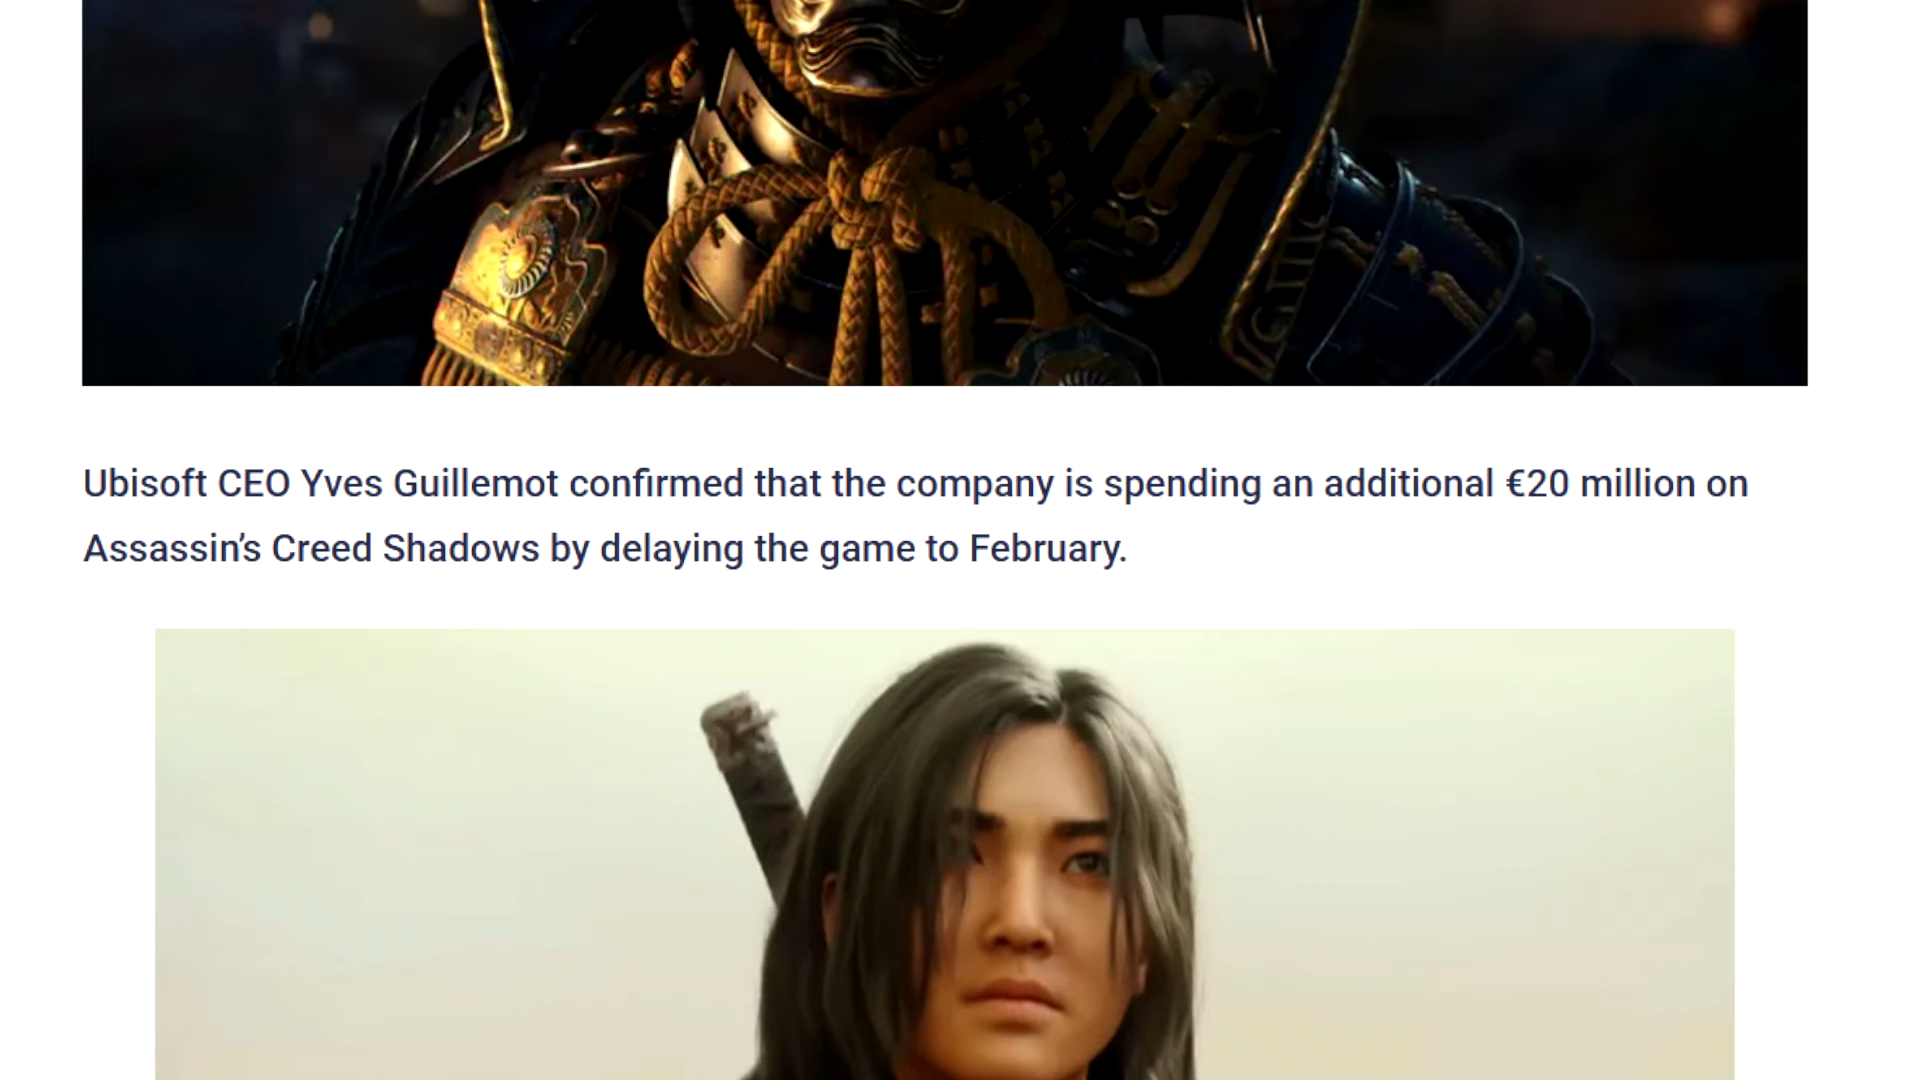 Ubisoft CEO Yves Guillemot confirmed that the company is spending an additional €20 million on
Assassin’s Creed Shadows by delaying the game to February.